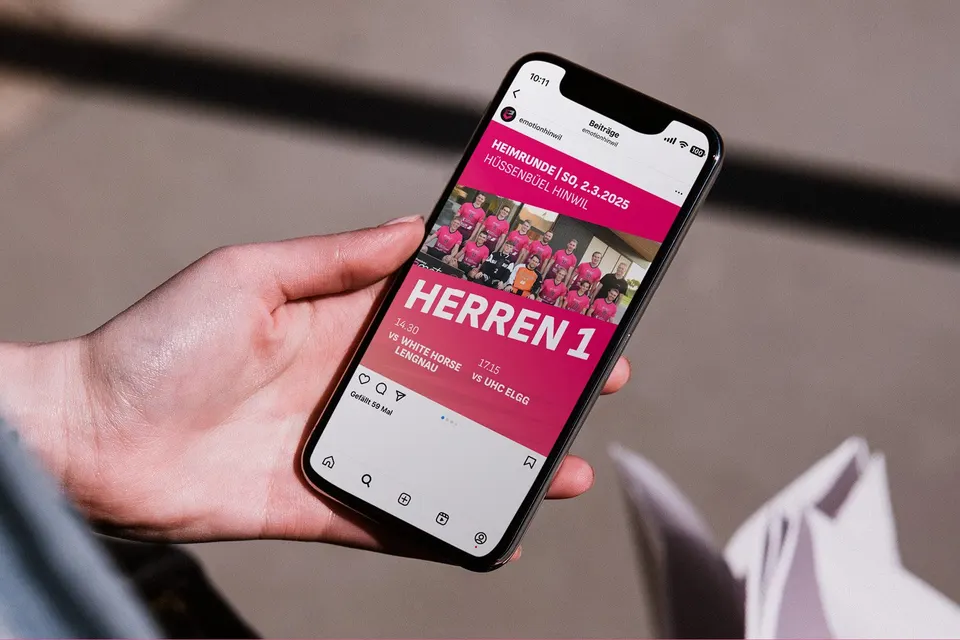 10:11
100
Beiträge
emotionhinwil
emotionhinwil
HEIMRUNDE | SO, 2.3.2025
HÜSSENBÜEL HINWIL
HERREN 1
14.30
vs WHITE HORSE
LENGNAU
17.15
vs UHC ELGG
Gefällt 59 Mal